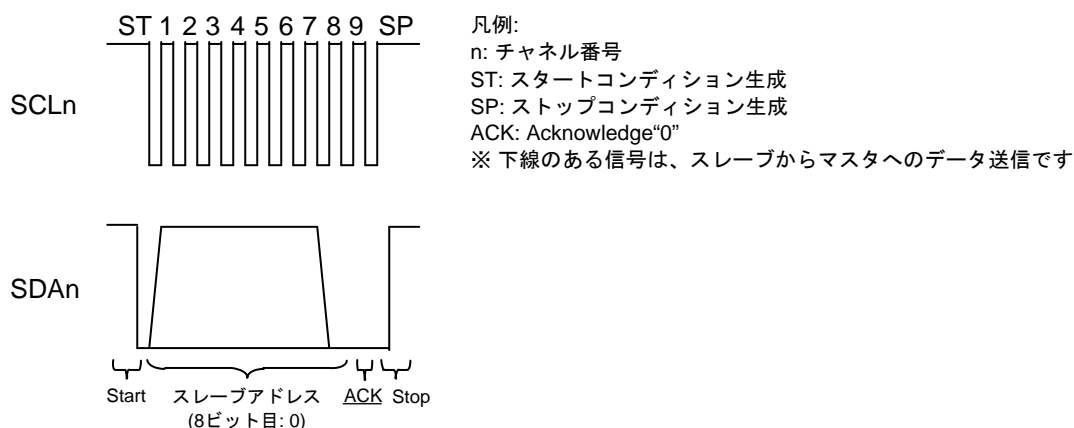 ST 1 2 3 4 5 6 7 8 9 SP
SCLn
凡例:
n: チャネル番号
ST: スタートコンディション生成
SP: ストップコンディション生成
ACK: Acknowledge“0”
※ 下線のある信号は、スレーブからマスタへのデータ送信です
SDAn
Start スレーブアドレス ACK Stop
(8ビット目: 0)